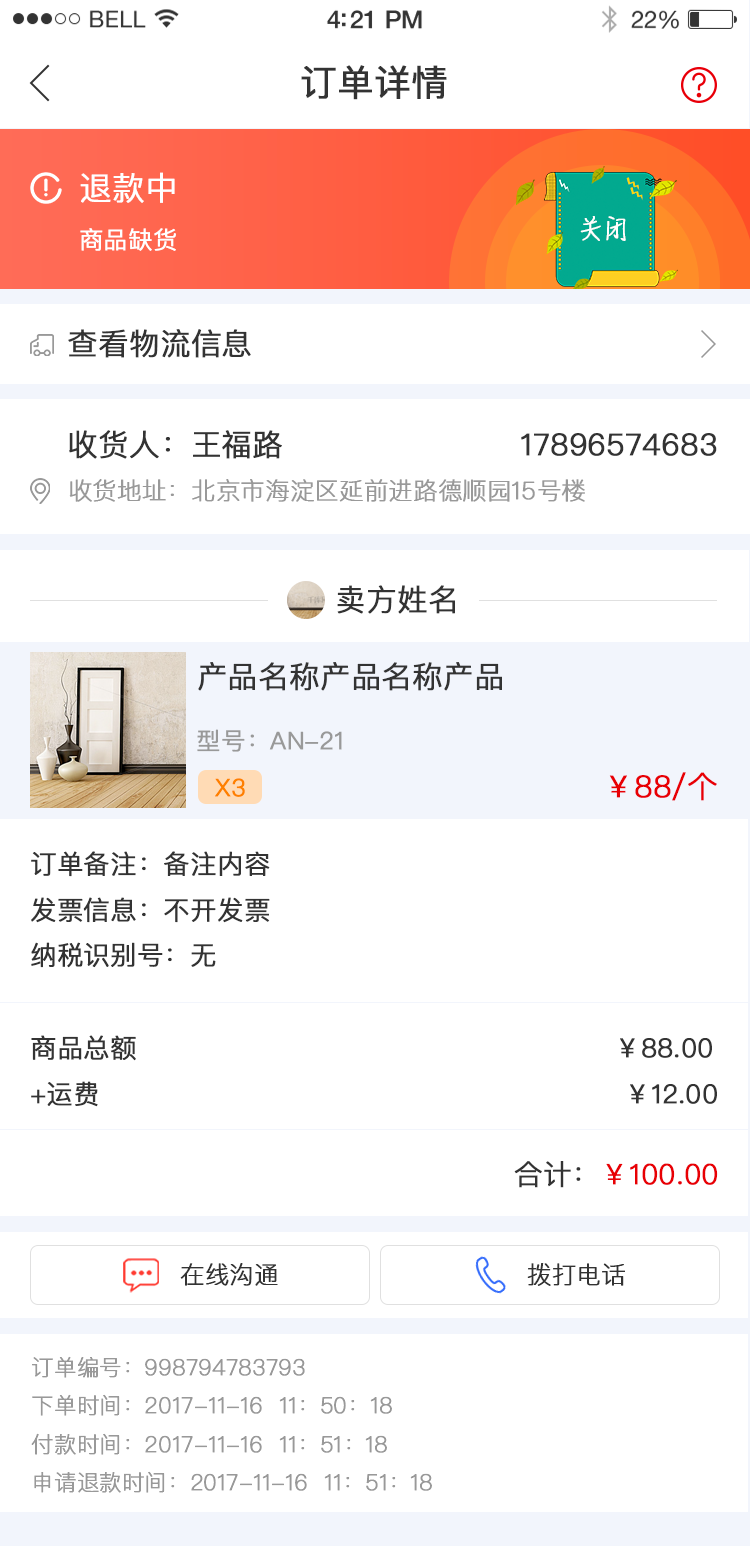 BELL 4:21 PM 22%
订单详情
退款中
商品缺货
关闭
查看物流信息
收货人：王福路 17896574683
收货地址：北京市海淀区延前进路德顺园15号楼
卖方姓名
产品名称产品名称产品
型号：AN-21
X3 ￥88/个
订单备注：备注内容
发票信息：不开发票
纳税识别号：无
商品总额 ￥88.00
+运费 ￥12.00
合计：￥100.00
在线沟通 拨打电话
订单编号：998794783793
下单时间：2017-11-16 11：50：18
付款时间：2017-11-16 11：51：18
申请退款时间：2017-11-16 11：51：18